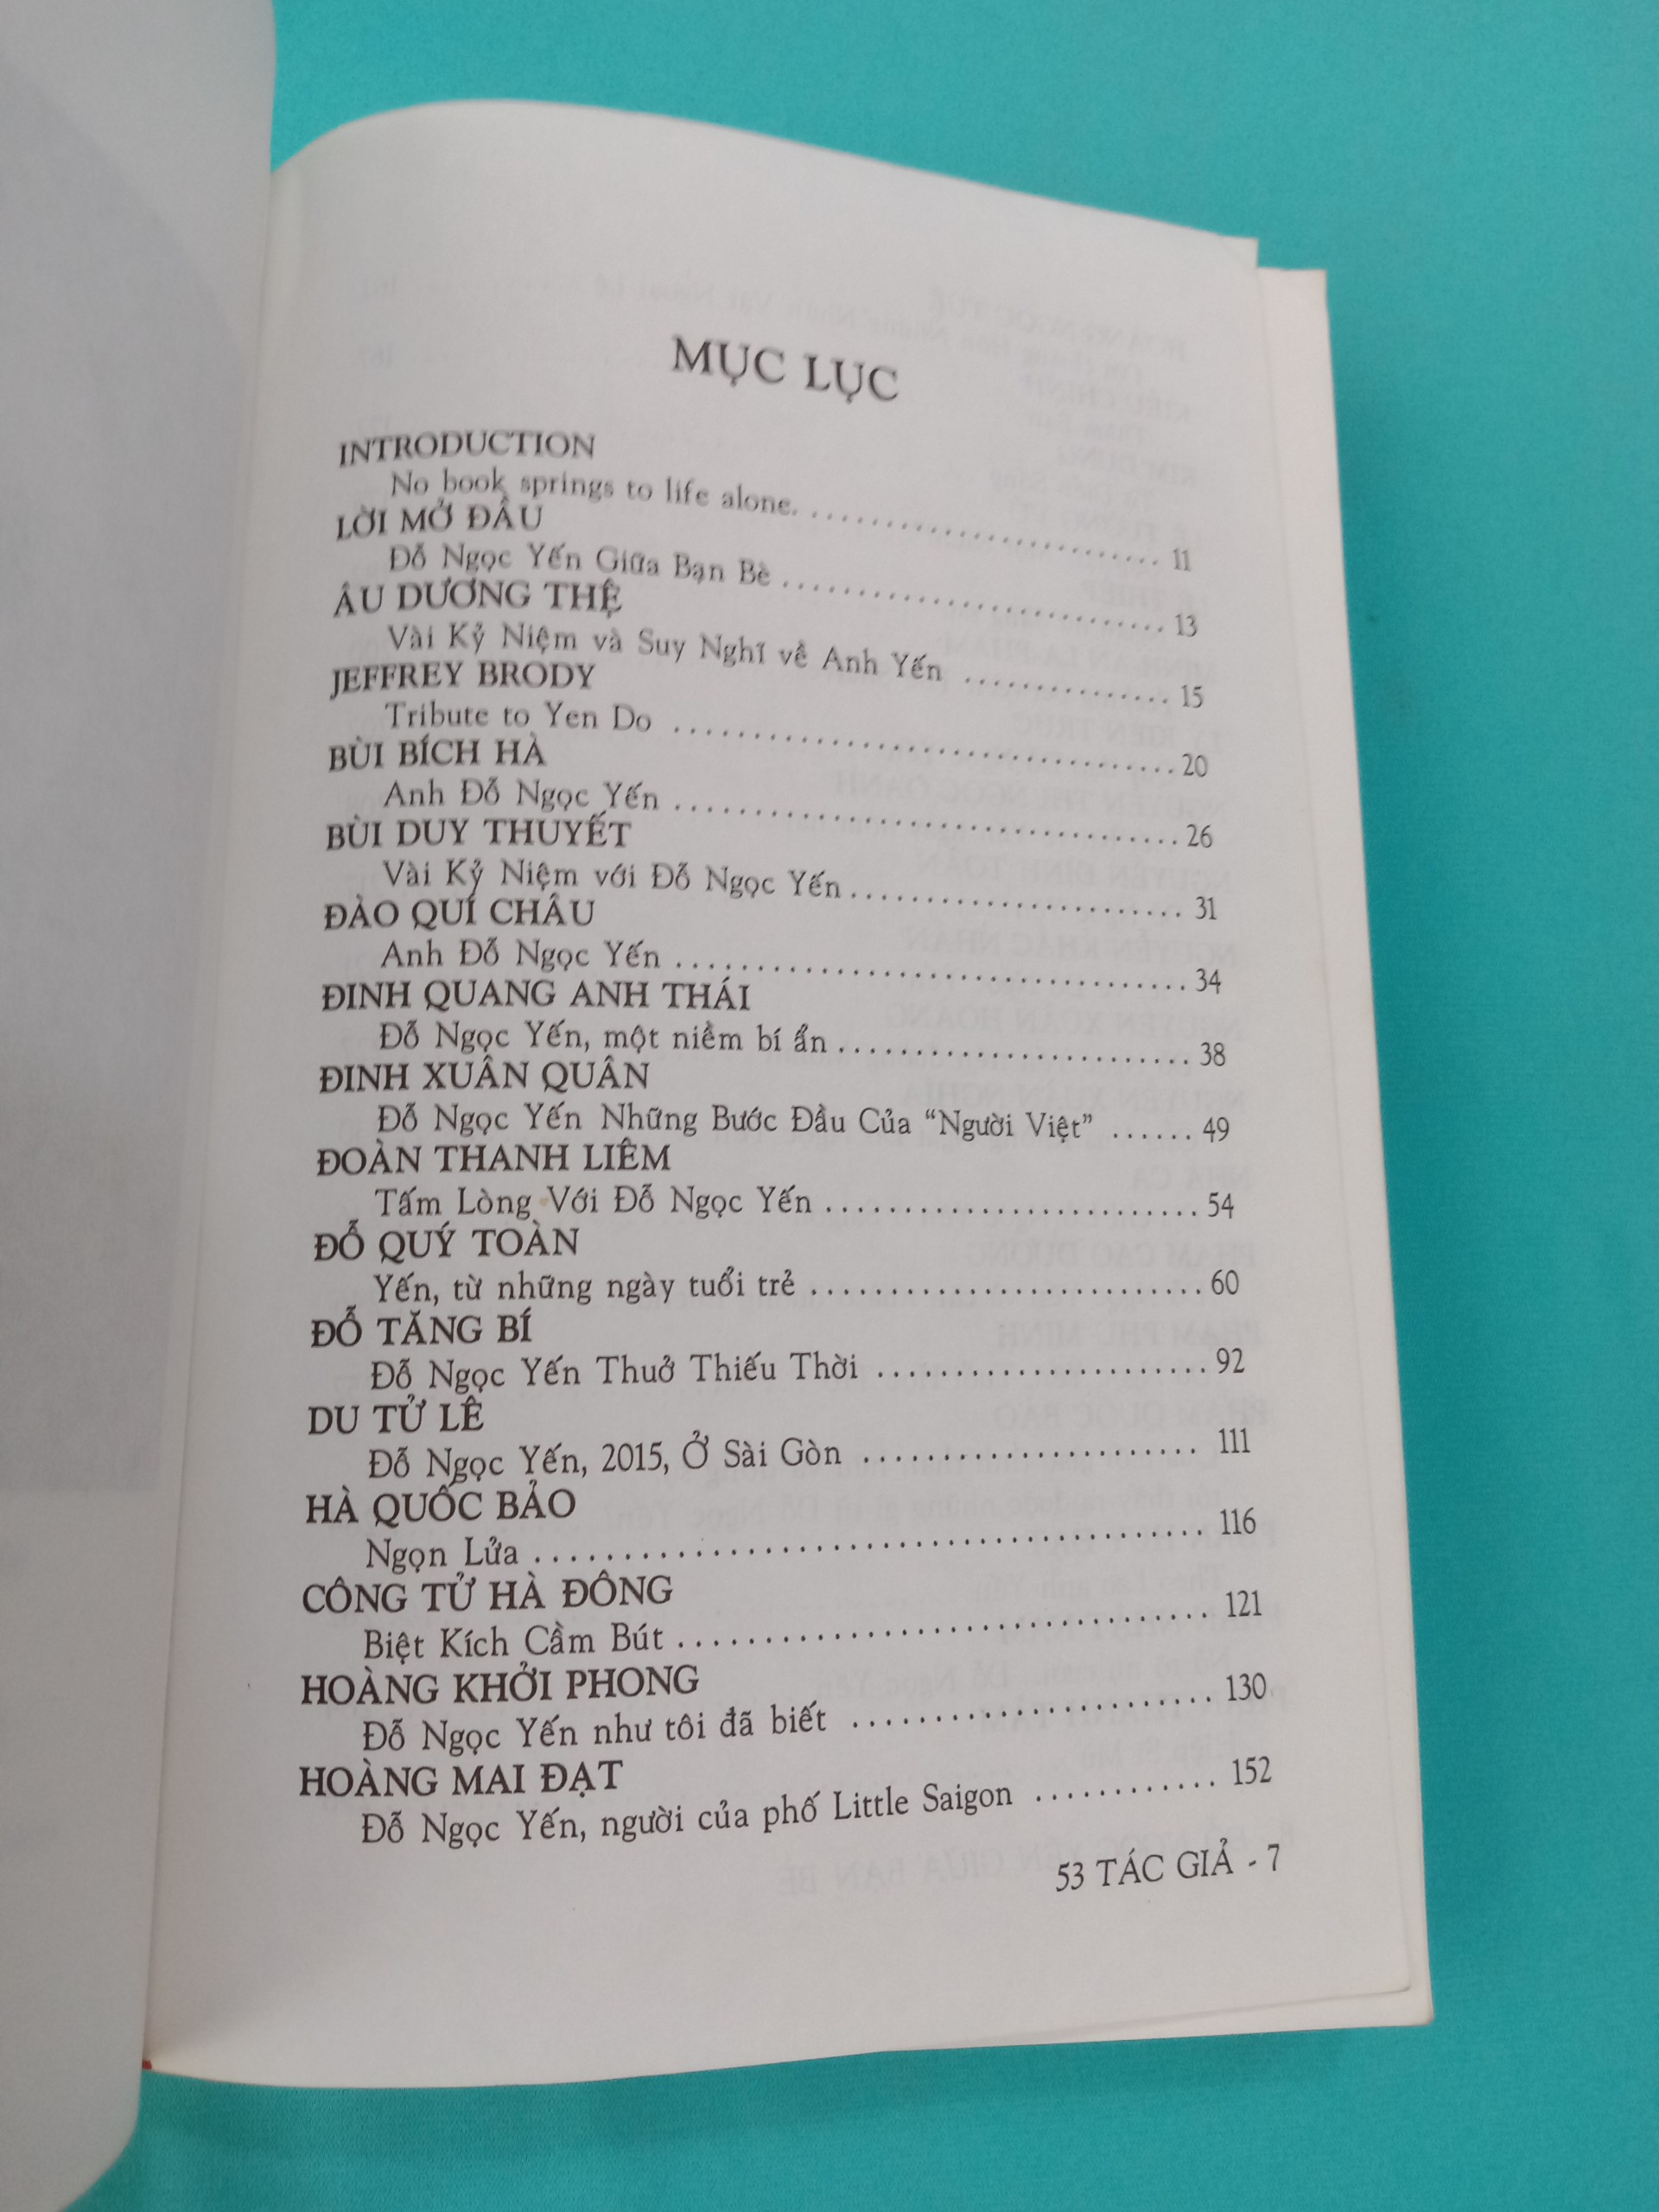 MỤC LỤC
INTRODUCTION
No book springs to life alone. .......................... 11
LỜI MỞ ĐẦU
Đỗ Ngọc Yến Giữa Bạn Bè .......................... 13
ÂU DƯƠNG THỆ
Vài Kỷ Niệm và Suy Nghĩ về Anh Yến .............. 15
JEFFREY BRODY
Tribute to Yen Do .................................. 20
BÙI BÍCH HÀ
Anh Đỗ Ngọc Yến .................................. 26
BÙI DUY THUYẾT
Vài Kỷ Niệm với Đỗ Ngọc Yến ....................... 31
ĐÀO QUÍ CHÂU
Anh Đỗ Ngọc Yến .................................. 34
ĐINH QUANG ANH THÁI
Đỗ Ngọc Yến, một niềm bí ẩn ......................... 38
ĐINH XUÂN QUÂN
Đỗ Ngọc Yến Những Bước Đầu Của “Người Việt” ...... 49
ĐOÀN THANH LIÊM
Tấm Lòng Với Đỗ Ngọc Yến .......................... 54
ĐỖ QUÝ TOÀN
Yến, từ những ngày tuổi trẻ ........................... 60
ĐỖ TĂNG BÍ
Đỗ Ngọc Yến Thuở Thiếu Thời ....................... 92
DU TỬ LÊ
Đỗ Ngọc Yến, 2015, Ở Sài Gòn ...................... 111
HÀ QUỐC BẢO
Ngọn Lửa .......................................... 116
CÔNG TỬ HÀ ĐÔNG
Biệt Kích Cầm Bút .................................. 121
HOÀNG KHỞI PHONG
Đỗ Ngọc Yến như tôi đã biết ....................... 130
HOÀNG MAI ĐẠT
Đỗ Ngọc Yến, người của phố Little Saigon ............ 152
53 TÁC GIẢ - 7